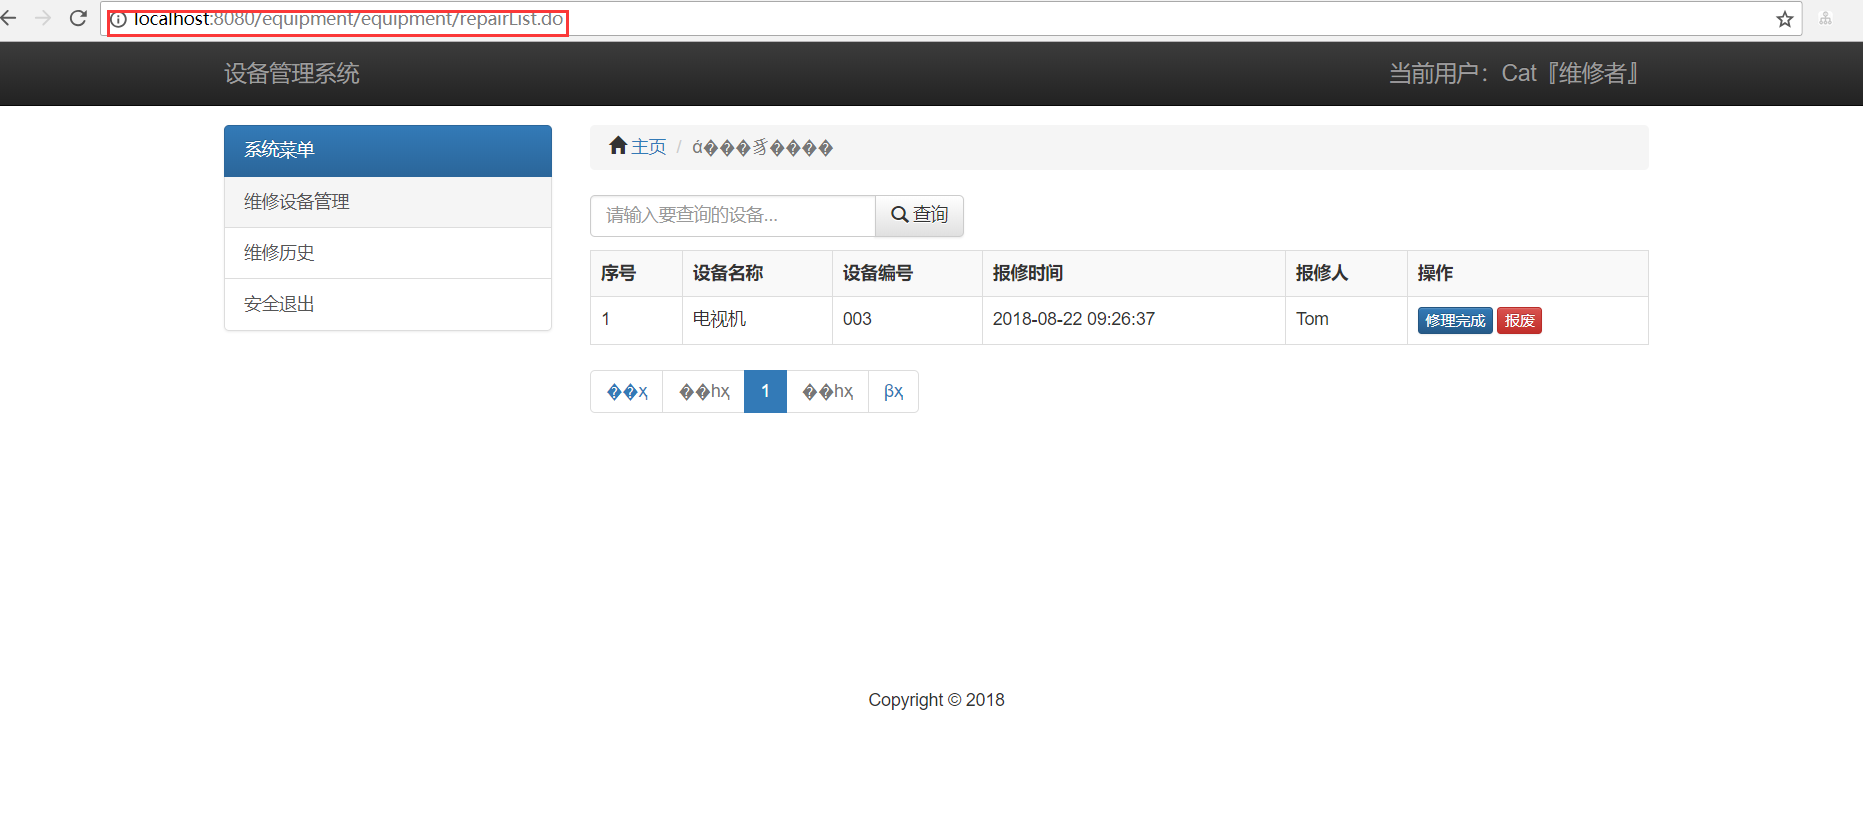 localhost:8080/equipment/equipment/repairList.do
设备管理系统
当前用户：Cat『维修者』
系统菜单
维修设备管理
维修历史
安全退出
主页 / ά���豸����
请输入要查询的设备... 查询
序号 设备名称 设备编号 报修时间 报修人 操作
1 电视机 003 2018-08-22 09:26:37 Tom 修理完成 报废
��ҳ ��һҳ 1 ��һҳ βҳ
Copyright © 2018